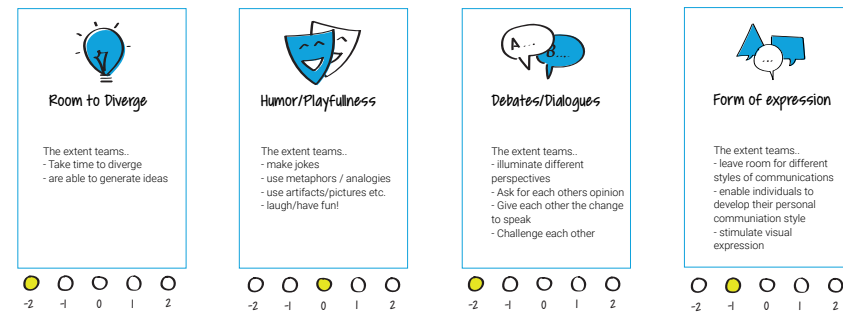 Room to Diverge
The extent teams..
- Take time to diverge
- are able to generate ideas
-2 -1 0 1 2
Humor/Playfullness
The extent teams..
- make jokes
- use metaphors / analogies
- use artifacts/pictures etc.
- laugh/have fun!
-2 -1 0 1 2
A...
B...
Debates/Dialogues
The extent teams..
- illuminate different
perspectives
- Ask for each others opinion
- Give each other the change
to speak
- Challenge each other
-2 -1 0 1 2
...
Form of expression
The extent teams..
- leave room for different
styles of communications
- enable individuals to
develop their personal
communiation style
- stimulate visual
expression
-2 -1 0 1 2